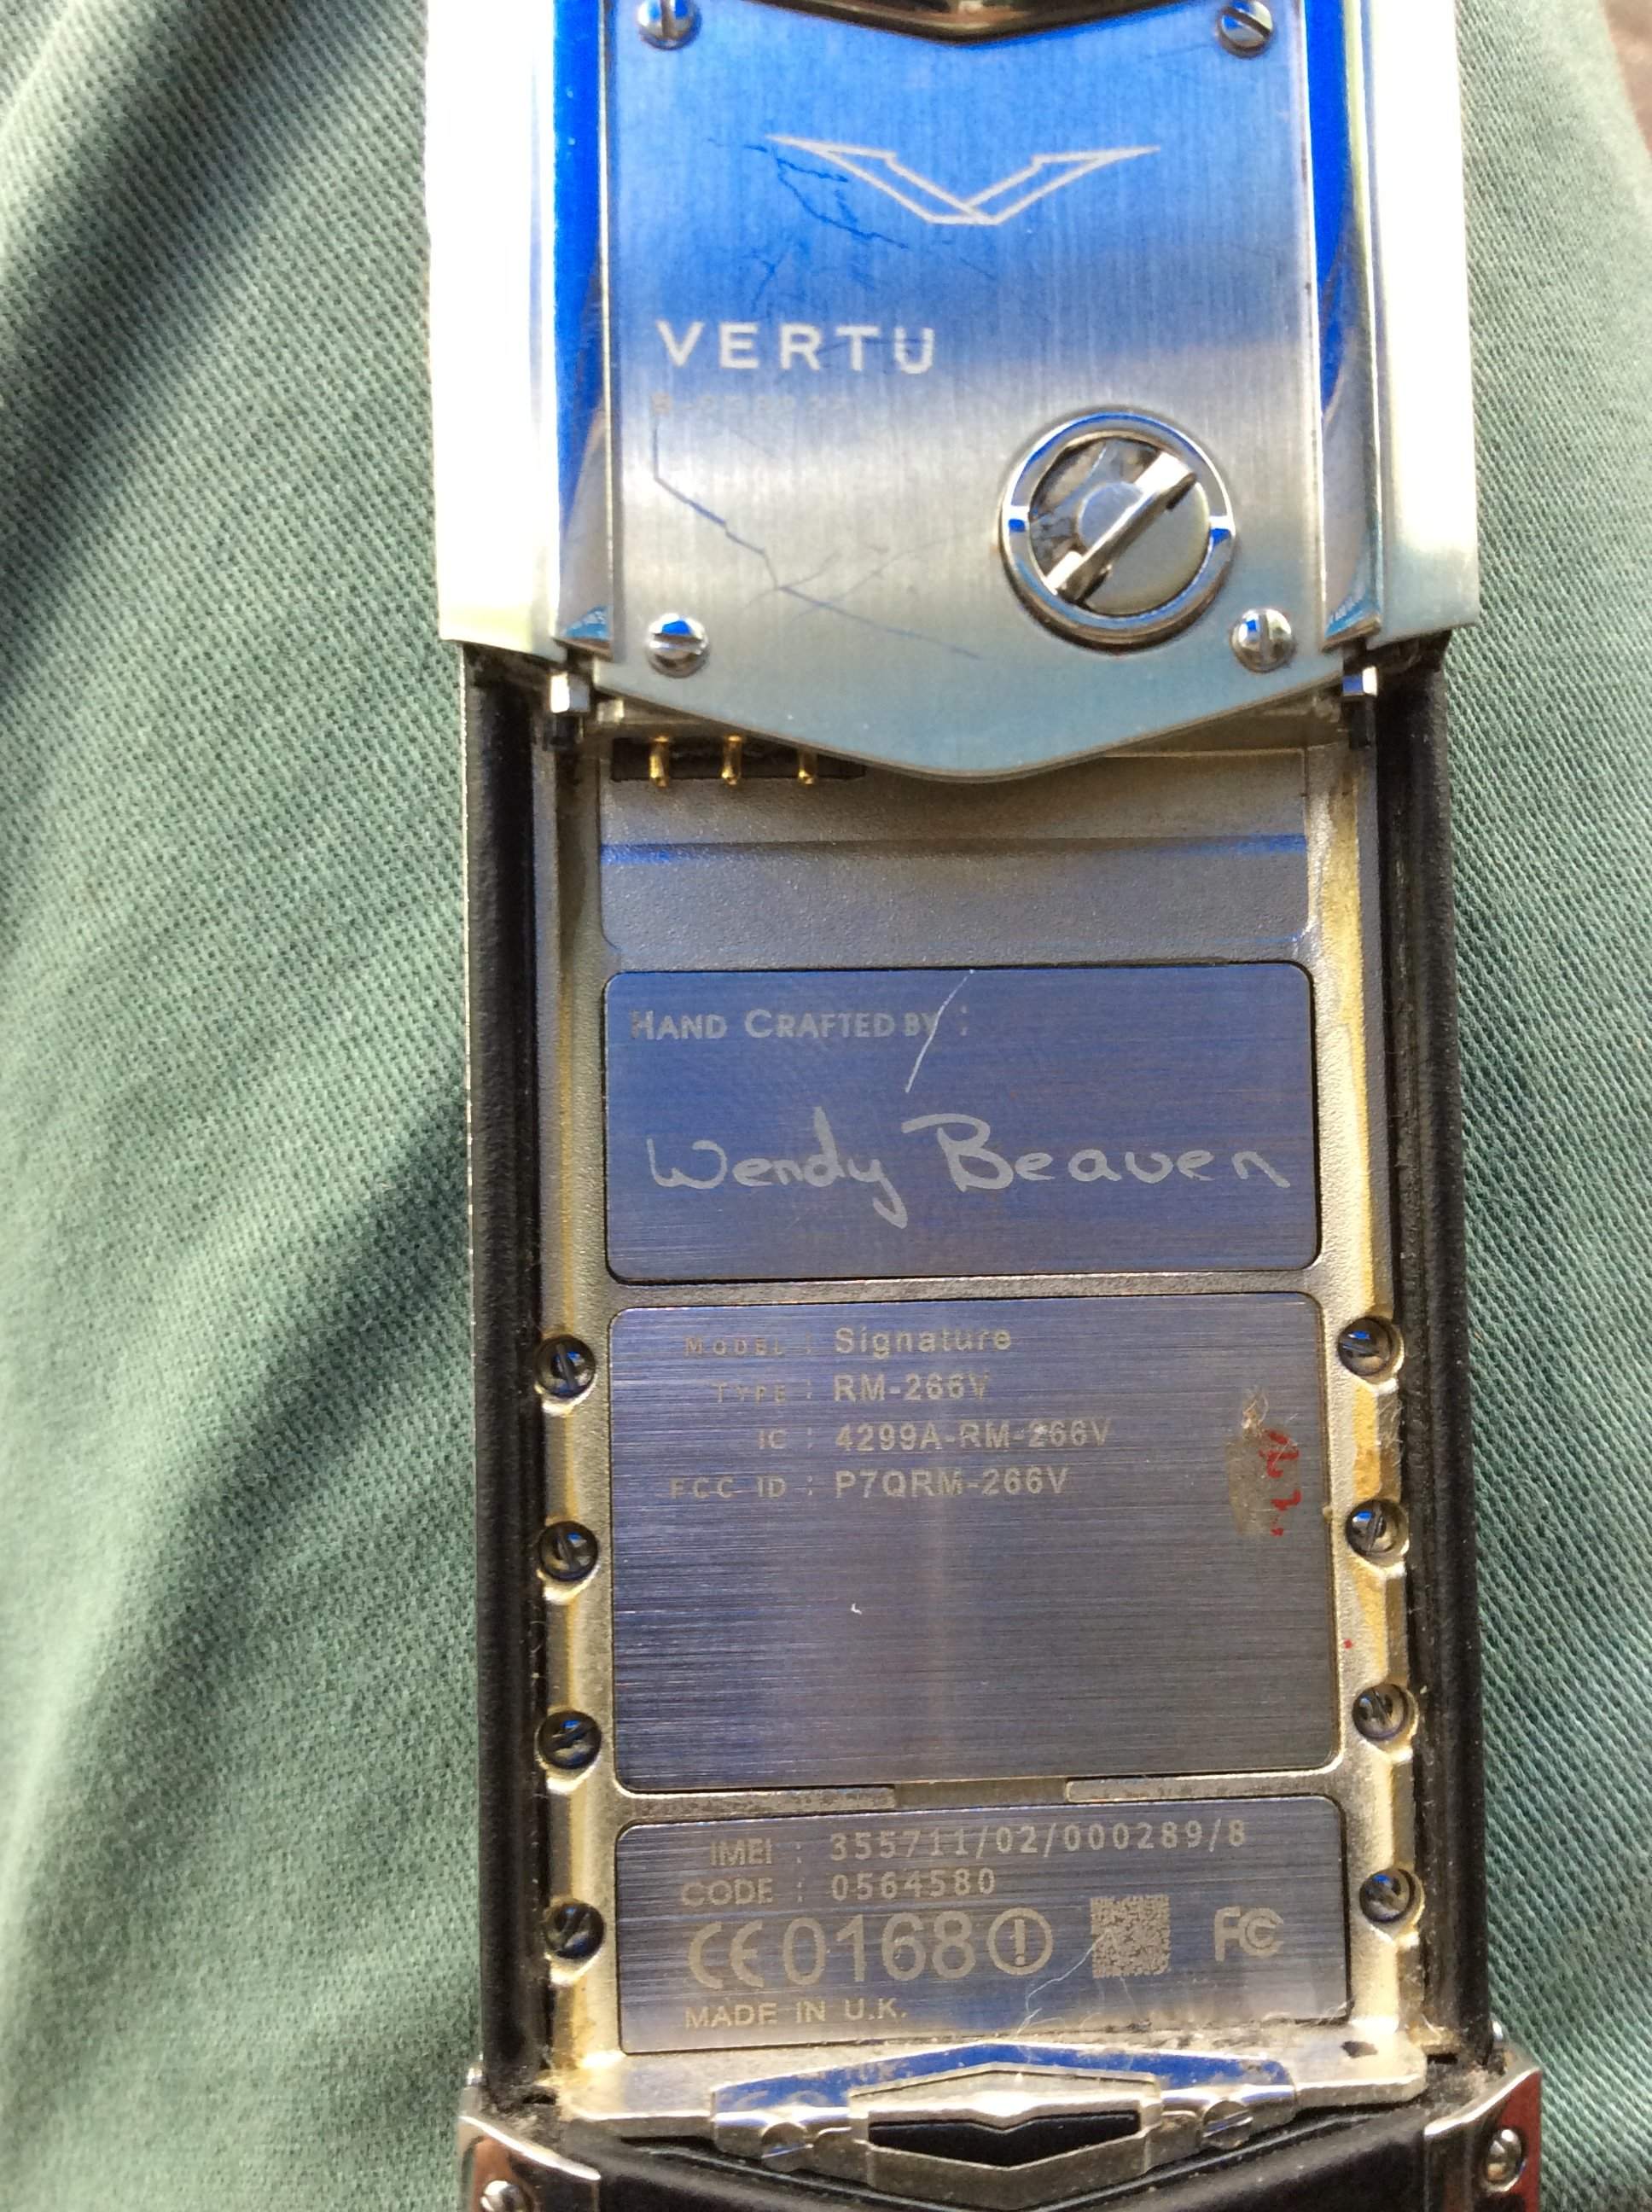 VERTU
HAND CRAFTED BY :
Wendy Beaven
MODEL : Signature
TYPE : RM-266V
IC : 4299A-RM-266V
FCC ID : P7QRM-266V
IMEI : 355711/02/000289/8
CODE : 0564580
CE0168 FC
MADE IN U.K.